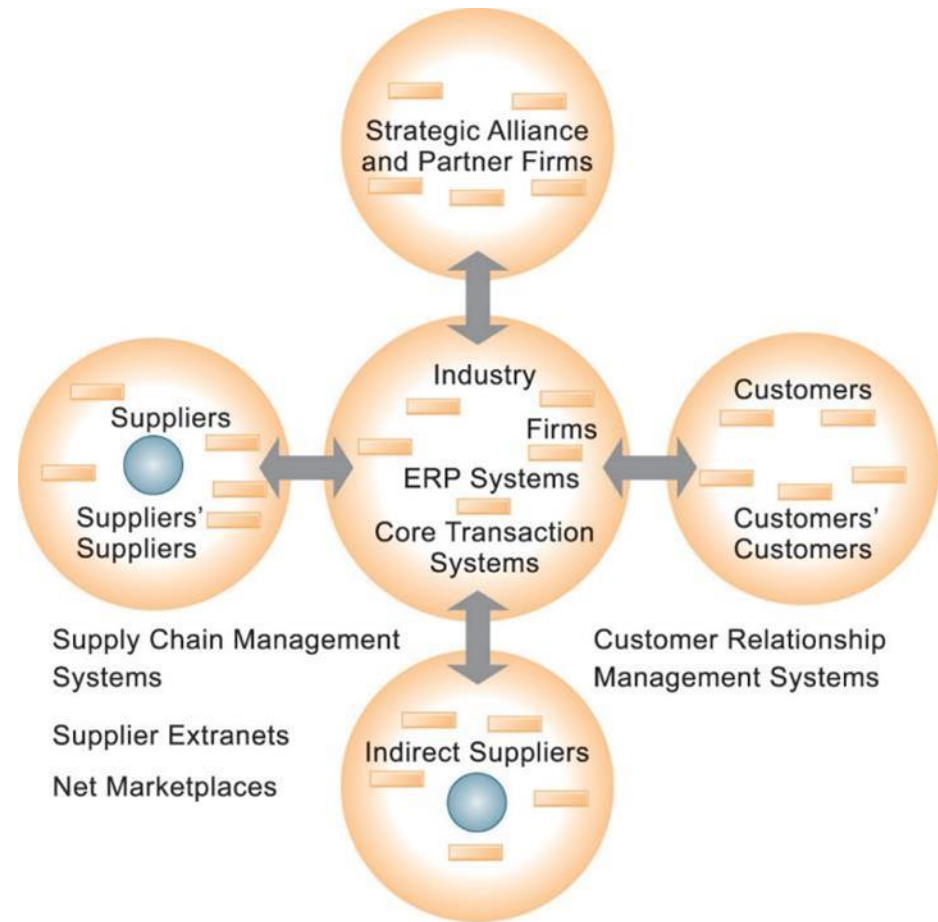 Strategic Alliance
and Partner Firms
Industry
Firms
ERP Systems
Core Transaction
Systems
Suppliers
Suppliers’
Suppliers
Customers
Customers’
Customers
Supply Chain Management
Systems
Supplier Extranets
Net Marketplaces
Customer Relationship
Management Systems
Indirect Suppliers